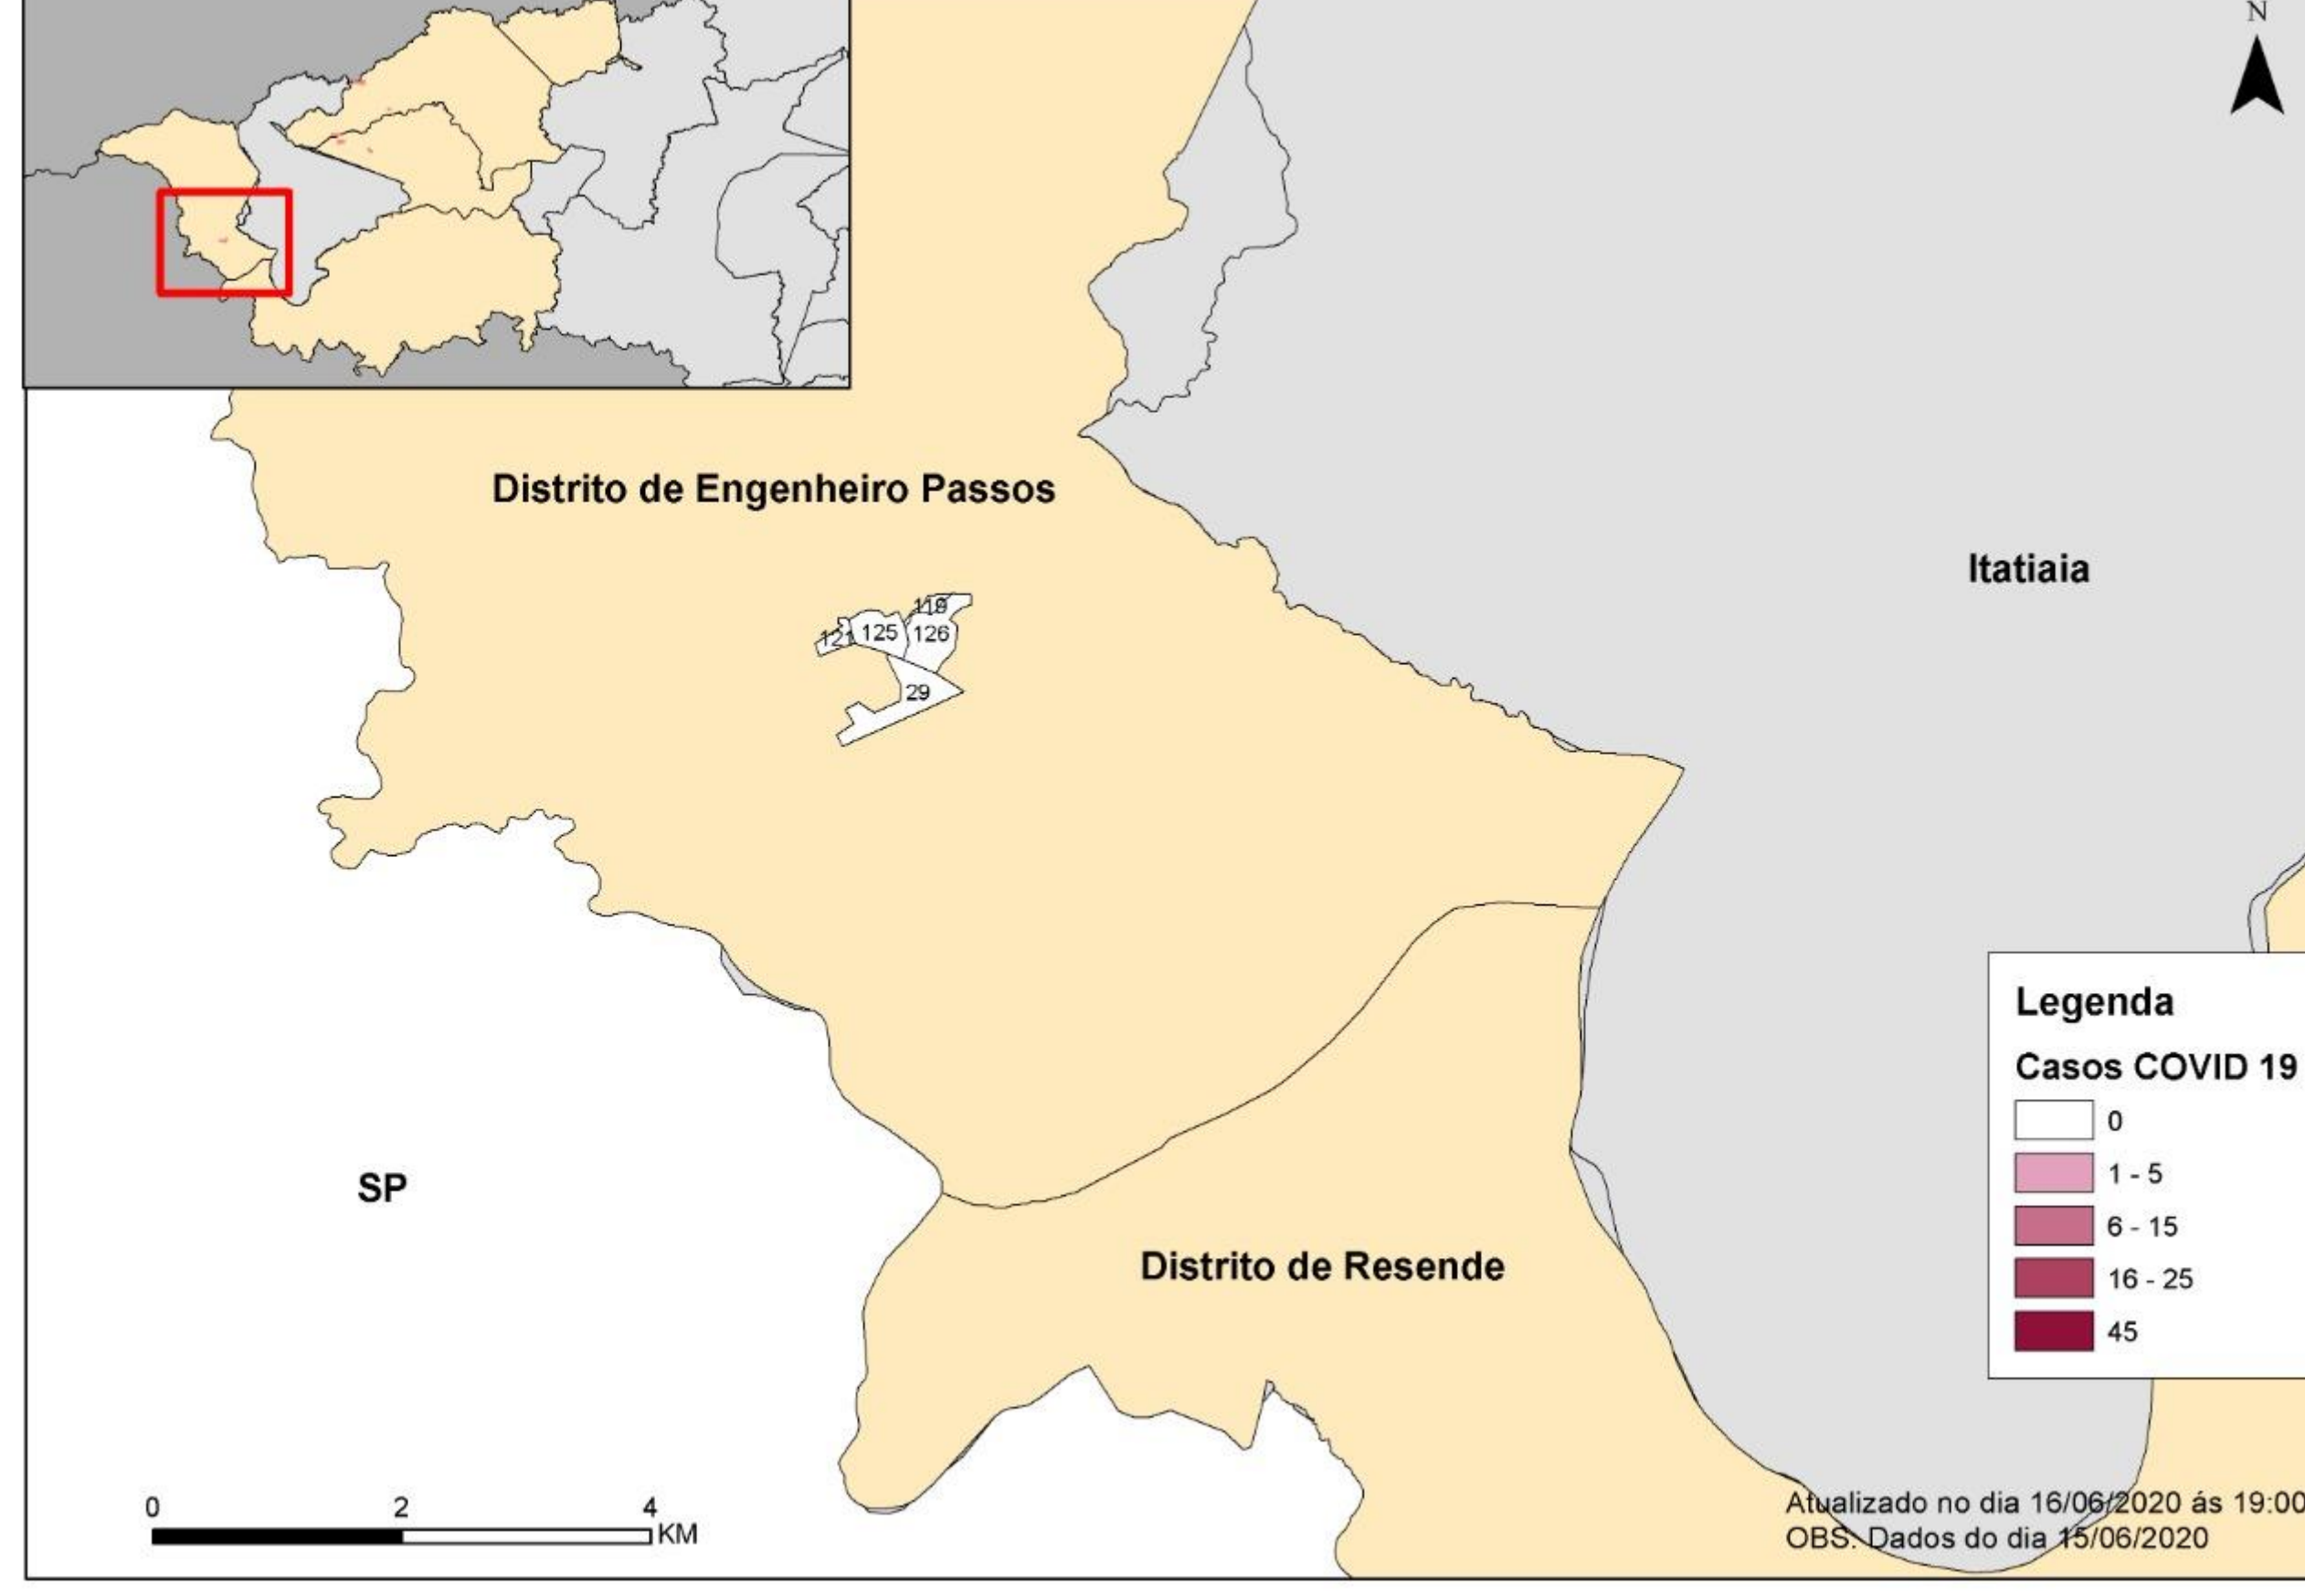 N
Distrito de Engenheiro Passos
Itatiaia
119
121
125
126
29
Legenda
Casos COVID 19
0
1 - 5
6 - 15
16 - 25
45
SP
Distrito de Resende
0 2 4
KM
Atualizado no dia 16/06/2020 ás 19:00
OBS: Dados do dia 15/06/2020